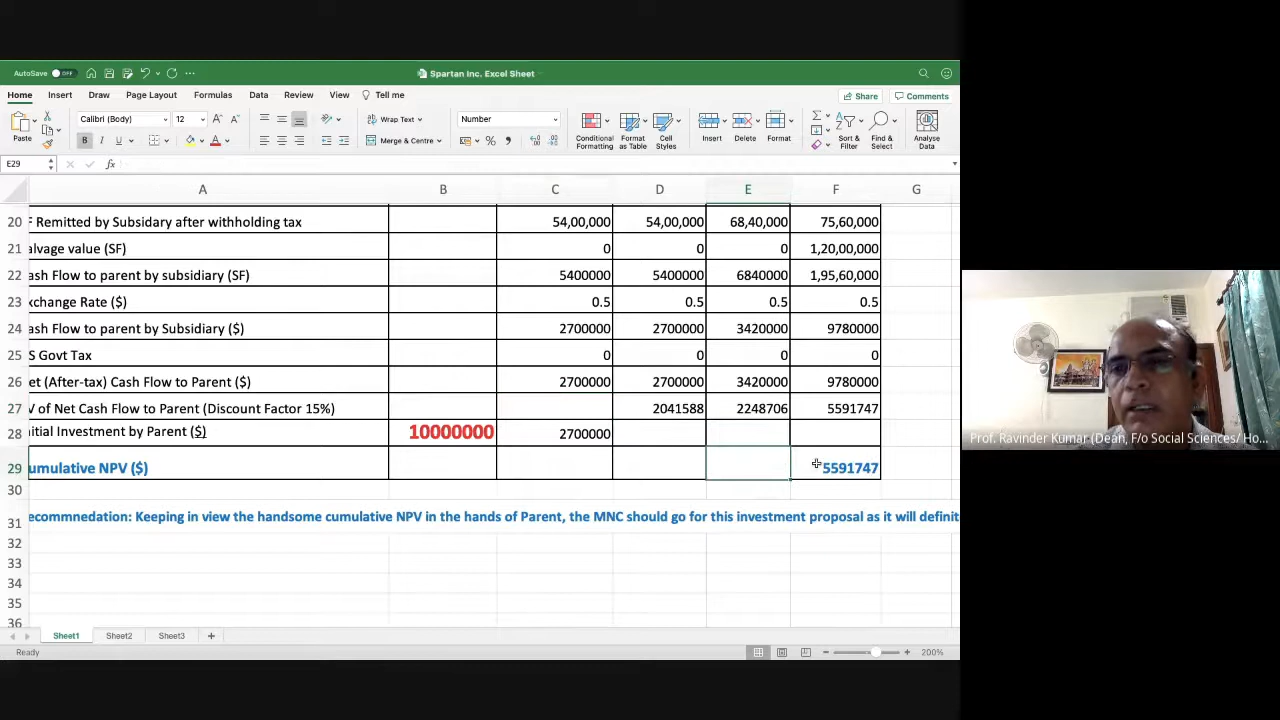 AutoSave OFF
Spartan Inc. Excel Sheet
Home Insert Draw Page Layout Formulas Data Review View Tell me
Share Comments
Paste
Calibri (Body) 12
B I U
Wrap Text
Merge & Centre
Number
Conditional Formatting
Format as Table
Cell Styles
Insert
Delete
Format
Sort & Filter
Find & Select
Analyse Data
E29 fx
A B C D E F G
20 F Remitted by Subsidary after withholding tax 54,00,000 54,00,000 68,40,000 75,60,000
21 alvage value (SF) 0 0 0 1,20,00,000
22 ash Flow to parent by subsidiary (SF) 5400000 5400000 6840000 1,95,60,000
23 xchange Rate ($) 0.5 0.5 0.5 0.5
24 ash Flow to parent by Subsidiary ($) 2700000 2700000 3420000 9780000
25 S Govt Tax 0 0 0 0
26 et (After-tax) Cash Flow to Parent ($) 2700000 2700000 3420000 9780000
27 V of Net Cash Flow to Parent (Discount Factor 15%) 2041588 2248706 5591747
28 nitial Investment by Parent ($) 10000000 2700000
29 umulative NPV ($) 5591747
30
31 ecommnedation: Keeping in view the handsome cumulative NPV in the hands of Parent, the MNC should go for this investment proposal as it will definit
32
33
34
35
36
Sheet1 Sheet2 Sheet3 +
Ready 200%
Prof. Ravinder Kumar (Dean, F/o Social Sciences/ Ho...